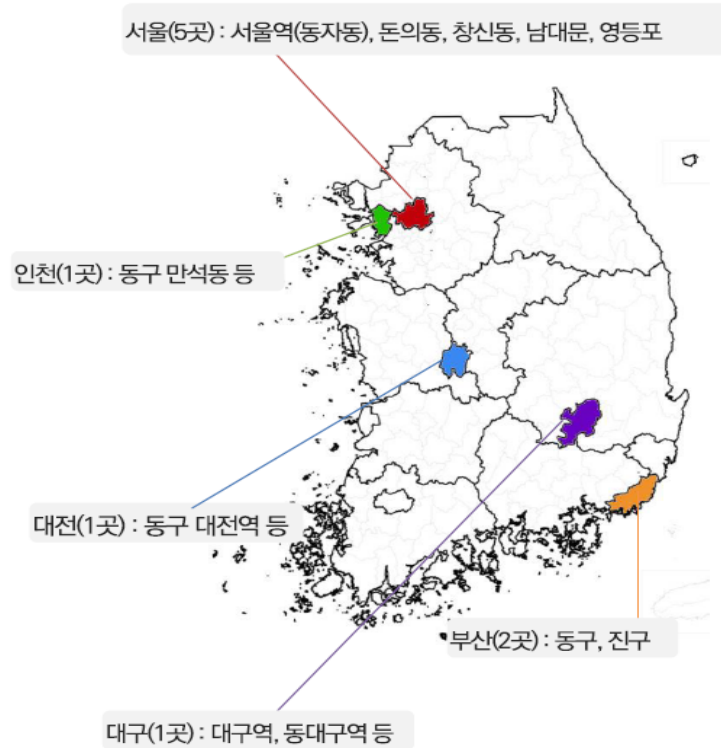 서울(5곳) : 서울역(동자동), 돈의동, 창신동, 남대문, 영등포
인천(1곳) : 동구 만석동 등
대전(1곳) : 동구 대전역 등
부산(2곳) : 동구, 진구
대구(1곳) : 대구역, 동대구역 등